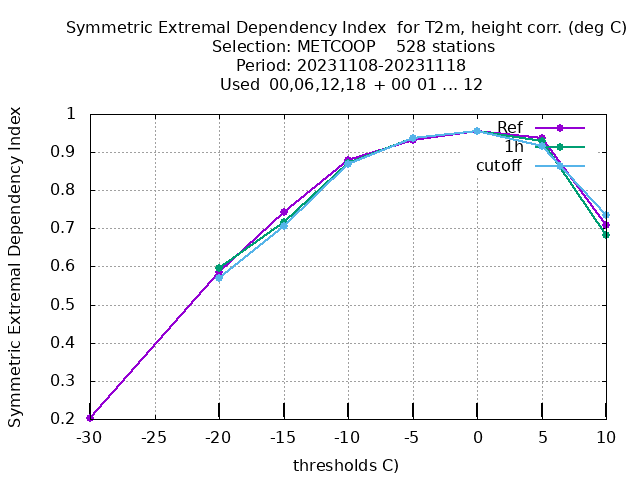 Symmetric Extremal Dependency Index  for T2m, height corr. (deg C)
Selection: METCOOP    528 stations
Period: 20231108-20231118
Used  00,06,12,18  + 00 01 ... 12
Symmetric Extremal Dependency Index
1
0.9
0.8
0.7
0.6
0.5
0.4
0.3
0.2
Ref
1h
cutoff
-30 -25 -20 -15 -10 -5 0 5 10
thresholds C)